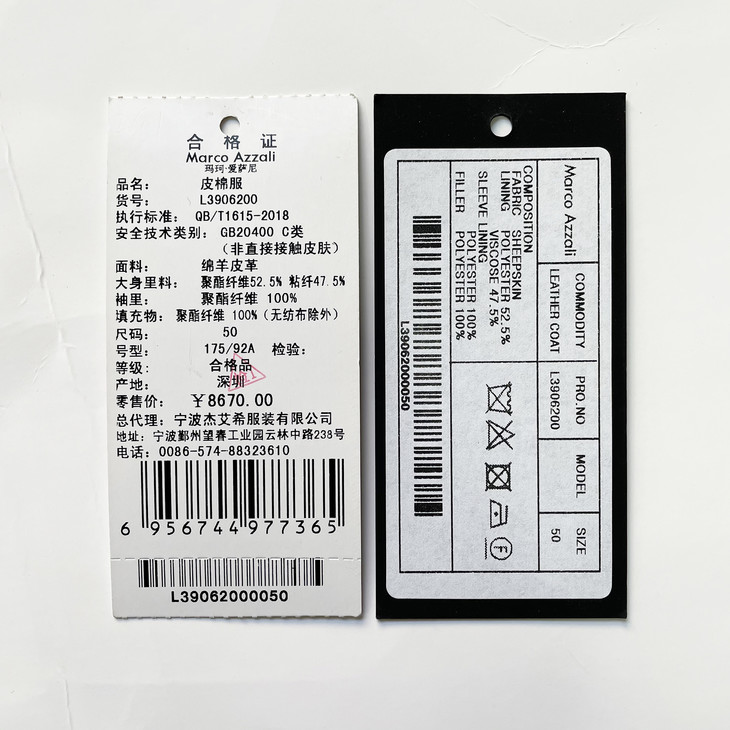 合格证
Marco Azzali
玛珂·爱萨尼
品名： 皮棉服
货号： L3906200
执行标准： QB/T1615-2018
安全技术类别： GB20400 C类
（非直接接触皮肤）
面料： 绵羊皮革
大身里料： 聚酯纤维52.5% 粘纤47.5%
袖里： 聚酯纤维 100%
填充物： 聚酯纤维 100%（无纺布除外）
尺码： 50
号型： 175/92A 检验：
等级： 合格品
产地： 深圳
零售价： ￥8670.00
总代理：宁波杰艾希服装有限公司
地址：宁波鄞州望春工业园云林中路238号
电话：0086-574-88323610
6 956744 977365
L39062000050
Marco Azzali
COMMODITY PRO.NO MODEL SIZE
LEATHER COAT L3906200 50
COMPOSITION
FABRIC SHEEPSKIN
LINING POLYESTER 52.5%
VISCOSE 47.5%
SLEEVE LINING
POLYESTER 100%
FILLER POLYESTER 100%
F
L39062000050